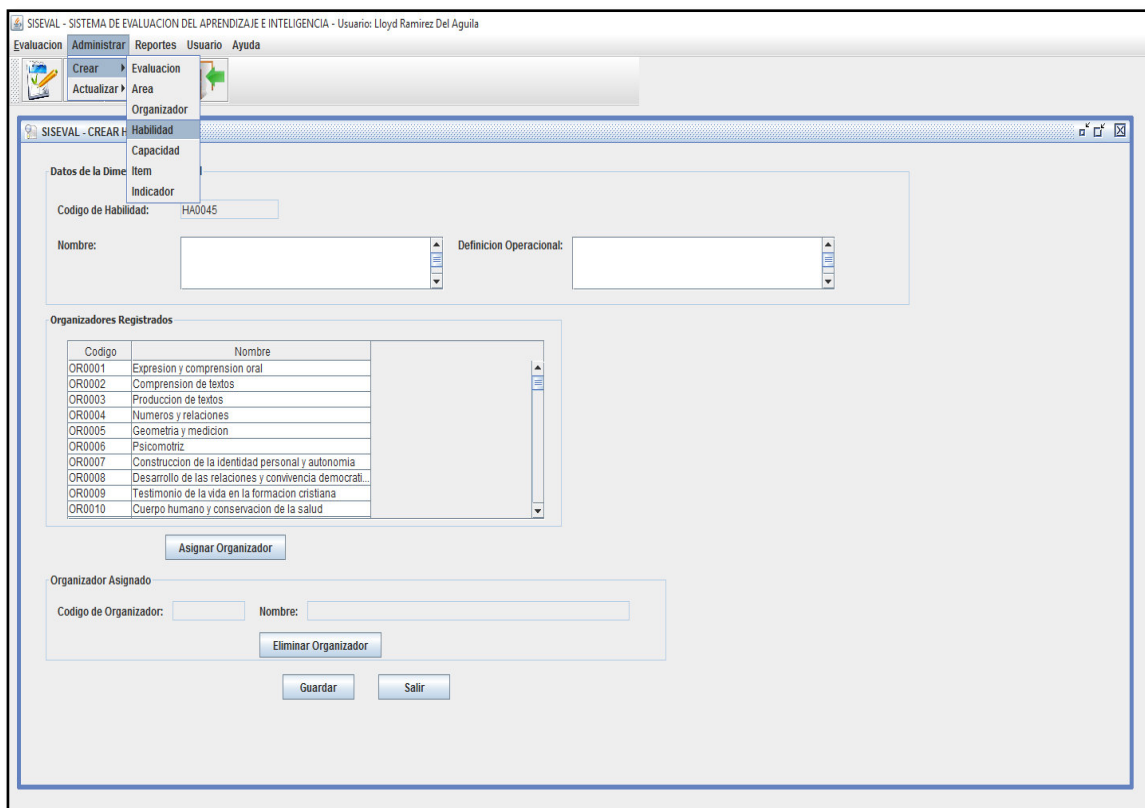 SISEVAL - SISTEMA DE EVALUACION DEL APRENDIZAJE E INTELIGENCIA - Usuario: Lloyd Ramirez Del Aguila
Evaluacion Administrar Reportes Usuario Ayuda
Crear
Actualizar
Evaluacion
Area
Organizador
Habilidad
Capacidad
Item
Indicador
SISEVAL - CREAR H
Datos de la Dime
Codigo de Habilidad: HA0045
Nombre: Definicion Operacional:
Organizadores Registrados
Codigo Nombre
OR0001 Expresion y comprension oral
OR0002 Comprension de textos
OR0003 Produccion de textos
OR0004 Numeros y relaciones
OR0005 Geometria y medicion
OR0006 Psicomotriz
OR0007 Construccion de la identidad personal y autonomia
OR0008 Desarrollo de las relaciones y convivencia democrati...
OR0009 Testimonio de la vida en la formacion cristiana
OR0010 Cuerpo humano y conservacion de la salud
Asignar Organizador
Organizador Asignado
Codigo de Organizador: Nombre:
Eliminar Organizador
Guardar Salir